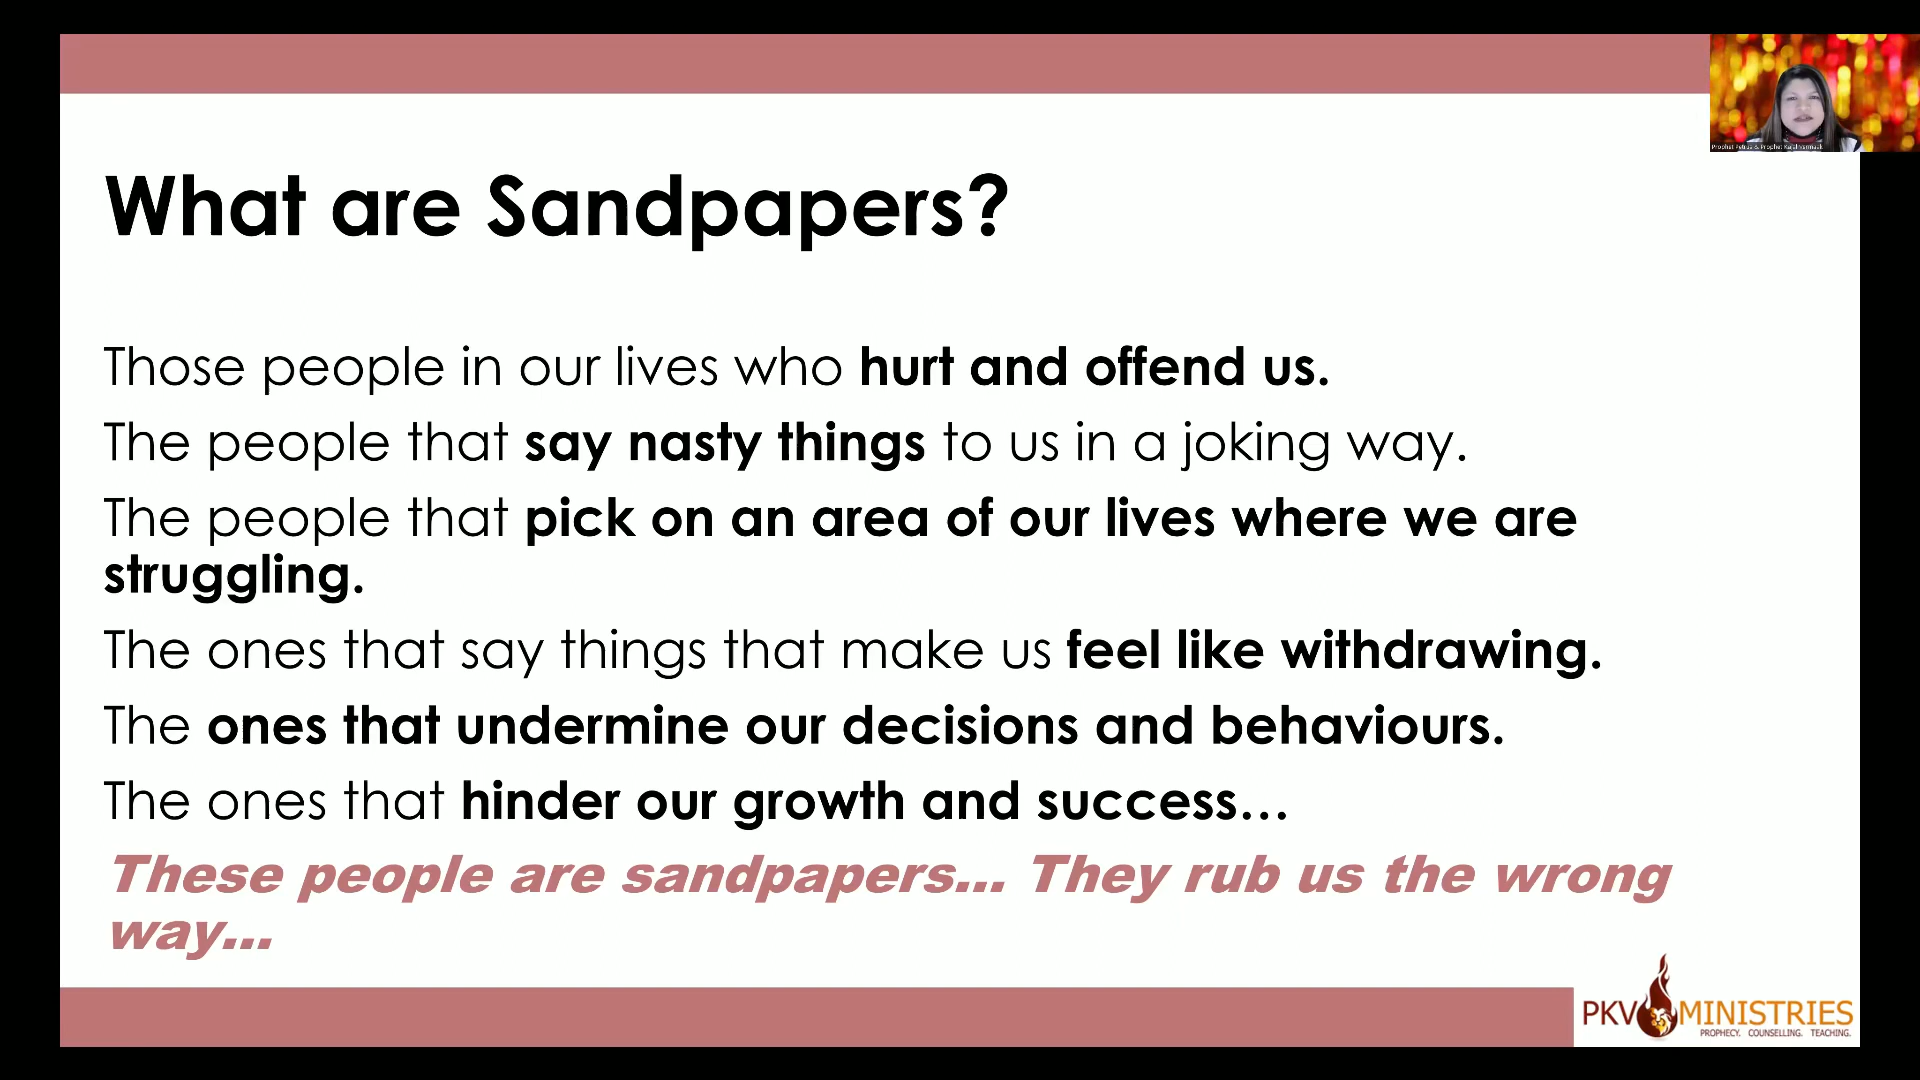 Prophet Petrus & Prophet
What are Sandpapers?
Those people in our lives who hurt and offend us.
The people that say nasty things to us in a joking way.
The people that pick on an area of our lives where we are
struggling.
The ones that say things that make us feel like withdrawing.
The ones that undermine our decisions and behaviours.
The ones that hinder our growth and success...
These people are sandpapers... They rub us the wrong
way...
PKV MINISTRIES
PROPHECY. COUNSELLING. TEACHING.